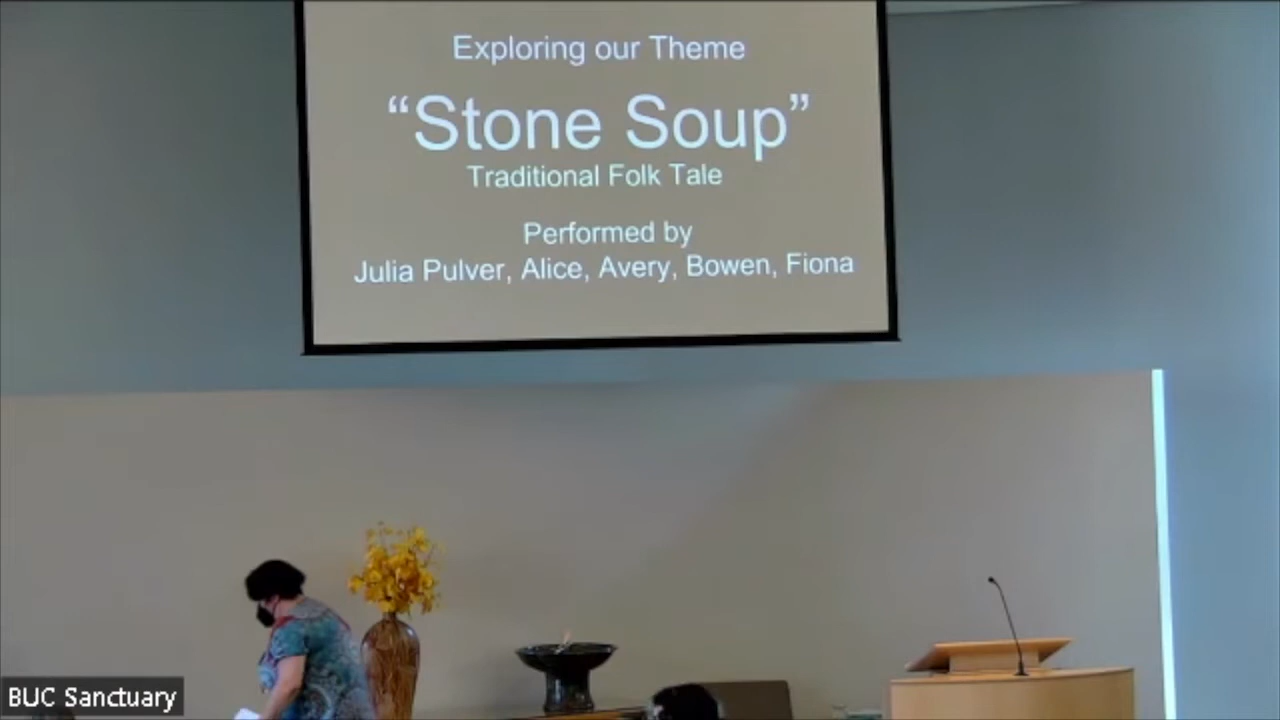 Exploring our Theme
“Stone Soup”
Traditional Folk Tale
Performed by
Julia Pulver, Alice, Avery, Bowen, Fiona
BUC Sanctuary